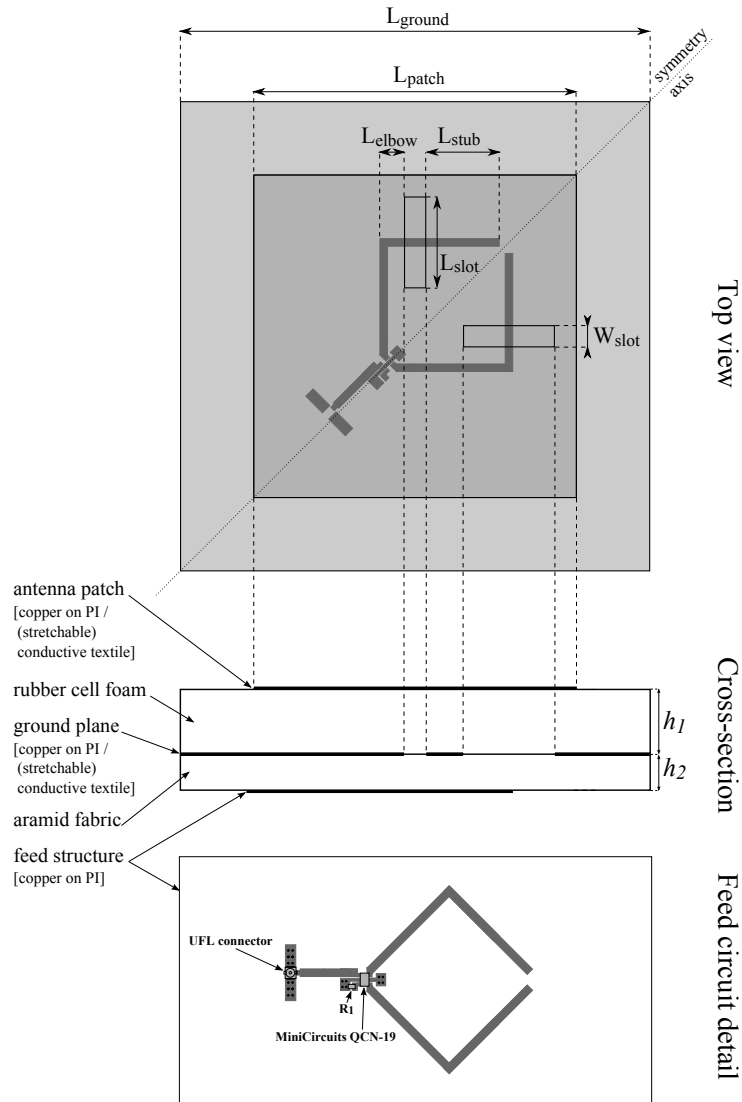 Lground
symmetry
axis
Lpatch
Lelbow
Lstub
Lslot
Wslot
Top view
antenna patch
[copper on PI /
(stretchable)
conductive textile]
rubber cell foam
ground plane
[copper on PI /
(stretchable)
conductive textile]
aramid fabric
feed structure
[copper on PI]
h1
h2
Cross-section
UFL connector
R1
MiniCircuits QCN-19
Feed circuit detail